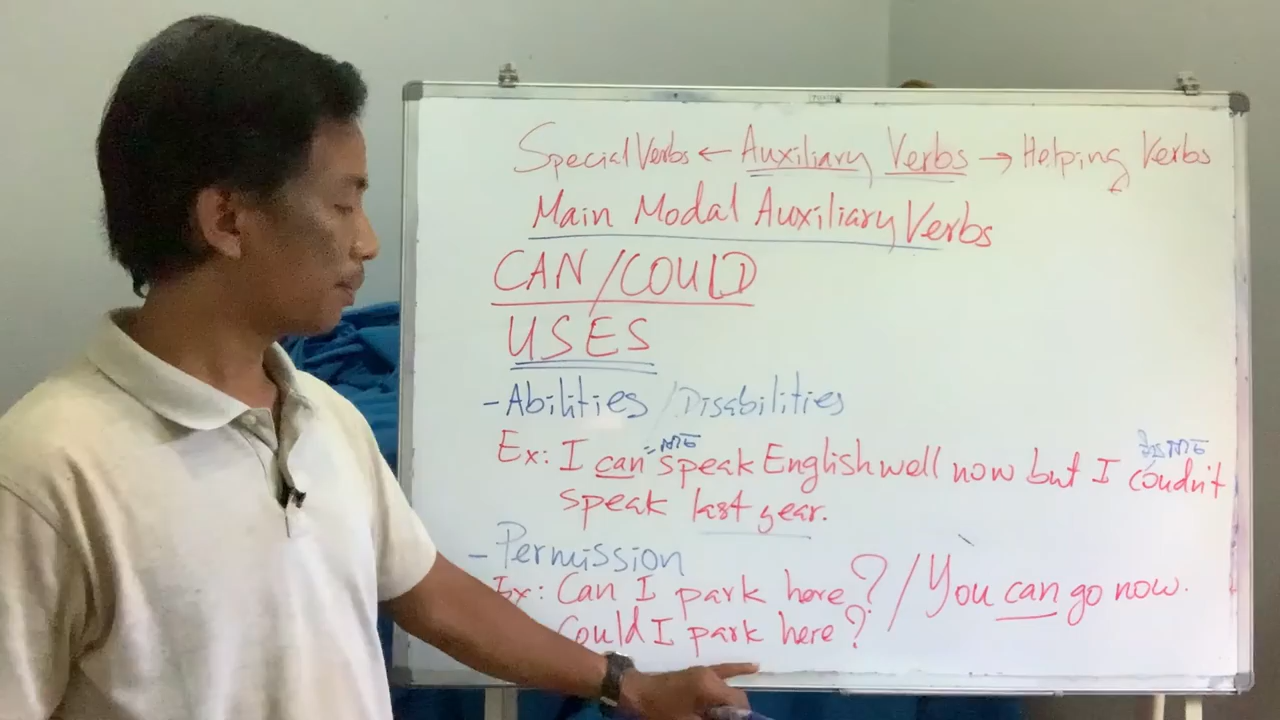 Special Verbs ← Auxiliary Verbs → Helping Verbs
Main Modal Auxiliary Verbs
CAN/COULD
USES
- Abilities / Disabilities
Ex: I can speak English well now but I coudn't
speak last year.
- Permission
Ex: Can I park here? / You can go now.
Could I park here?